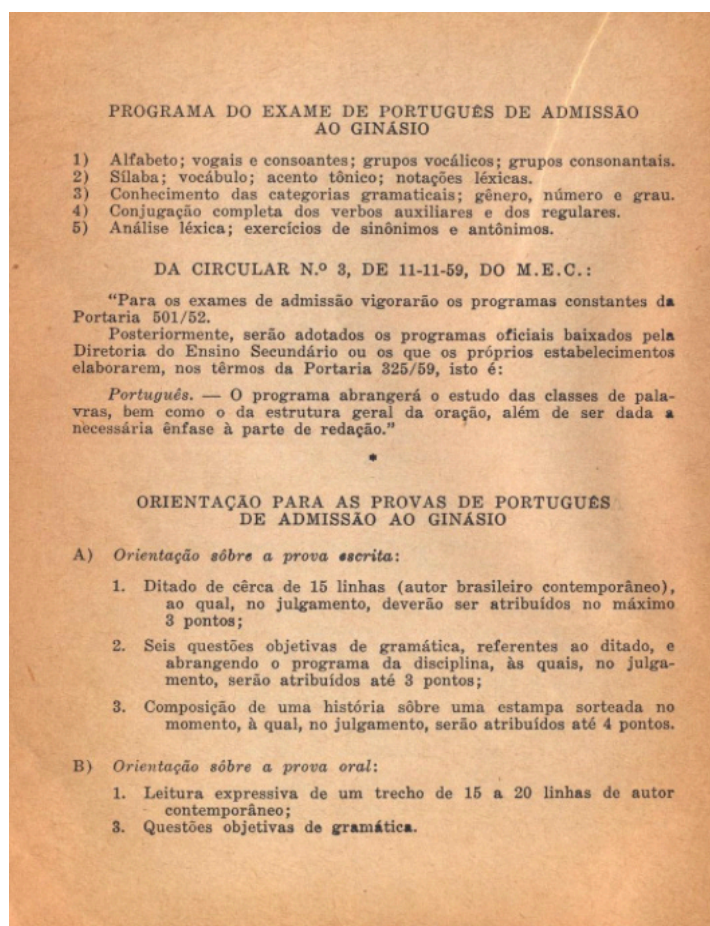 PROGRAMA DO EXAME DE PORTUGUÊS DE ADMISSÃO
AO GINÁSIO
1) Alfabeto; vogais e consoantes; grupos vocálicos; grupos consonantais.
2) Sílaba; vocábulo; acento tônico; notações léxicas.
3) Conhecimento das categorias gramaticais; gênero, número e grau.
4) Conjugação completa dos verbos auxiliares e dos regulares.
5) Análise léxica; exercícios de sinônimos e antônimos.
DA CIRCULAR N.º 3, DE 11-11-59, DO M.E.C.:
"Para os exames de admissão vigorarão os programas constantes da
Portaria 501/52.
Posteriormente, serão adotados os programas oficiais baixados pela
Diretoria do Ensino Secundário ou os que os próprios estabelecimentos
elaborarem, nos têrmos da Portaria 325/59, isto é:
Português. — O programa abrangerá o estudo das classes de pala-
vras, bem como o da estrutura geral da oração, além de ser dada a
necessária ênfase à parte de redação."
*
ORIENTAÇÃO PARA AS PROVAS DE PORTUGUÊS
DE ADMISSÃO AO GINÁSIO
A) Orientação sôbre a prova escrita:
1. Ditado de cêrca de 15 linhas (autor brasileiro contemporâneo),
ao qual, no julgamento, deverão ser atribuídos no máximo
3 pontos;
2. Seis questões objetivas de gramática, referentes ao ditado, e
abrangendo o programa da disciplina, às quais, no julga-
mento, serão atribuídos até 3 pontos;
3. Composição de uma história sôbre uma estampa sorteada no
momento, à qual, no julgamento, serão atribuídos até 4 pontos.
B) Orientação sôbre a prova oral:
1. Leitura expressiva de um trecho de 15 a 20 linhas de autor
contemporâneo;
3. Questões objetivas de gramática.